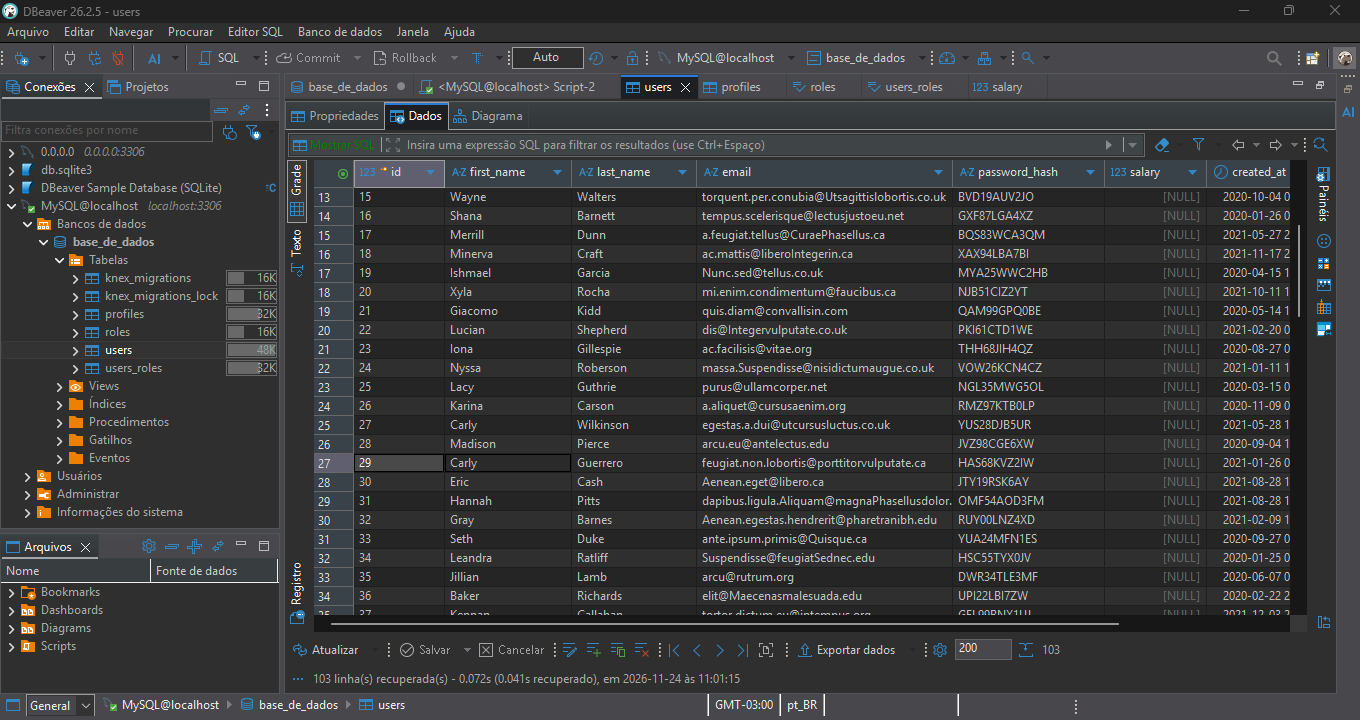 DBeaver 26.2.5 - users
Arquivo Editar Navegar Procurar Editor SQL Banco de dados Janela Ajuda
AI SQL Commit Rollback T Auto MySQL@localhost base_de_dados
Conexões Projetos
Filtra conexões por nome
0.0.0.0 0.0.0.0:3306
db.sqlite3
DBeaver Sample Database (SQLite)
MySQL@localhost localhost:3306
Bancos de dados
base_de_dados
Tabelas
knex_migrations 16K
knex_migrations_lock 16K
profiles 32K
roles 16K
users 48K
users_roles 32K
Views
Índices
Procedimentos
Gatilhos
Eventos
Usuários
Administrar
Informações do sistema
Arquivos
Nome Fonte de dados
Bookmarks
Dashboards
Diagrams
Scripts
base_de_dados <MySQL@localhost> Script-2 users profiles roles users_roles 123 salary
Propriedades Dados Diagrama
Mostrar SQL Insira uma expressão SQL para filtrar os resultados (use Ctrl+Espaço)
Grade
Texto
Registro
123 id A-Z first_name A-Z last_name A-Z email A-Z password_hash 123 salary created_at
13 15 Wayne Walters torquent.per.conubia@Utsagittislobortis.co.uk BVD19AUV2JO [NULL] 2020-10-04 0
14 16 Shana Barnett tempus.scelerisque@lectusjustoeu.net GXF87LGA4XZ [NULL] 2020-01-26 0
15 17 Merrill Dunn a.feugiat.tellus@CuraePhasellus.ca BQS83WCA3QM [NULL] 2021-05-27 2
16 18 Minerva Craft ac.mattis@liberoIntegerin.ca XAX94LBA7BI [NULL] 2021-11-17 2
17 19 Ishmael Garcia Nunc.sed@tellus.co.uk MYA25WWC2HB [NULL] 2020-04-15 1
18 20 Xyla Rocha mi.enim.condimentum@faucibus.ca NJB51CIZ2YT [NULL] 2021-10-11 1
19 21 Giacomo Kidd quis.diam@convallisin.com QAM99GPQ0BE [NULL] 2020-05-14 1
20 22 Lucian Shepherd dis@Integervulputate.co.uk PKI61CTD1WE [NULL] 2021-02-20 0
21 23 Iona Gillespie ac.facilisis@vitae.org THH68JIH4QZ [NULL] 2020-08-27 0
22 24 Nyssa Roberson massa.Suspendisse@nisidictumaugue.co.uk VOW26KCN4CZ [NULL] 2021-01-11 1
23 25 Lacy Guthrie purus@ullamcorper.net NGL35MWG5OL [NULL] 2020-03-15 0
24 26 Karina Carson a.aliquet@cursusaenim.org RMZ97KTB0LP [NULL] 2020-11-09 0
25 27 Carly Wilkinson egestas.a.dui@utcursusluctus.co.uk YUS28DJB5UR [NULL] 2021-05-28 1
26 28 Madison Pierce arcu.eu@antelectus.edu JVZ98CGE6XW [NULL] 2020-09-04 1
27 29 Carly Guerrero feugiat.non.lobortis@porttitorvulputate.ca HAS68KVZ2IW [NULL] 2021-01-26 0
28 30 Eric Cash Aenean.eget@libero.ca JTY19RSK6AY [NULL] 2021-08-28 1
29 31 Hannah Pitts dapibus.ligula.Aliquam@magnaPhasellusdolor. OMF54AOD3FM [NULL] 2021-08-28 1
30 32 Gray Barnes Aenean.egestas.hendrerit@pharetranibh.edu RUY00LNZ4XD [NULL] 2021-02-09 1
31 33 Seth Duke ante.ipsum.primis@Quisque.ca YUA24MFN1ES [NULL] 2020-09-27 0
32 34 Leandra Ratliff Suspendisse@feugiatSednec.edu HSC55TYX0JV [NULL] 2020-01-25 0
33 35 Jillian Lamb arcu@rutrum.org DWR34TLE3MF [NULL] 2020-06-07 0
34 36 Baker Richards elit@Maecenasmalesuada.edu UPI22LBI7ZW [NULL] 2020-02-22 2
35 37 Kennan Callahan tortor.dictum.eu@intempus.org [NULL] 2021-12-03 2
Painéis
AI
Atualizar Salvar Cancelar Exportar dados 200 103
103 linha(s) recuperada(s) - 0.072s (0.041s recuperado), em 2026-11-24 às 11:01:15
General MySQL@localhost base_de_dados users GMT-03:00 pt_BR